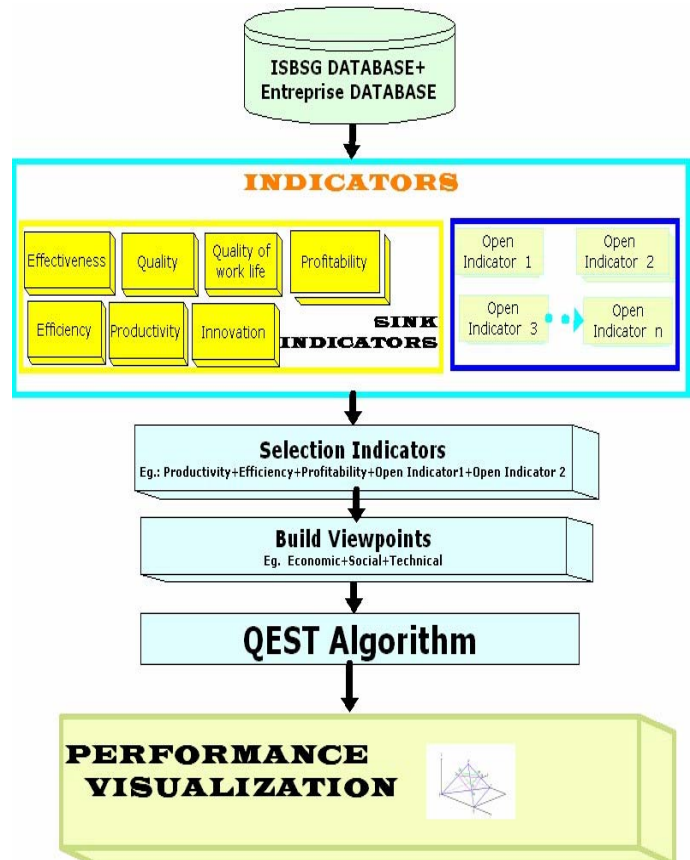 ISBSG DATABASE+
Entreprise DATABASE
INDICATORS
Effectiveness
Quality
Quality of
work life
Profitability
Efficiency
Productivity
Innovation
SINK
INDICATORS
Open
Indicator 1
Open
Indicator 2
Open
Indicator 3
Open
Indicator n
Selection Indicators
Eg.: Productivity+Efficiency+Profitability+Open Indicator1+Open Indicator 2
Build Viewpoints
Eg. Economic+Social+Technical
QEST Algorithm
PERFORMANCE
VISUALIZATION